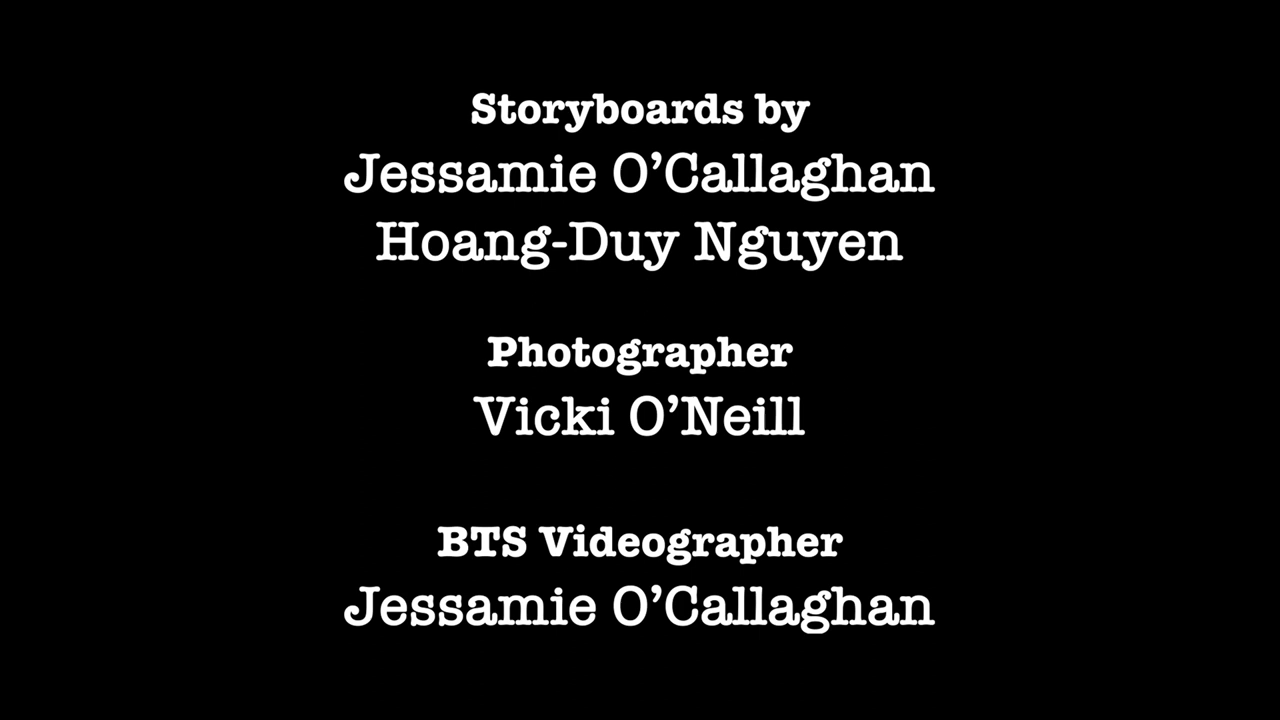 Storyboards by
Jessamie O’Callaghan
Hoang-Duy Nguyen
Photographer
Vicki O’Neill
BTS Videographer
Jessamie O’Callaghan